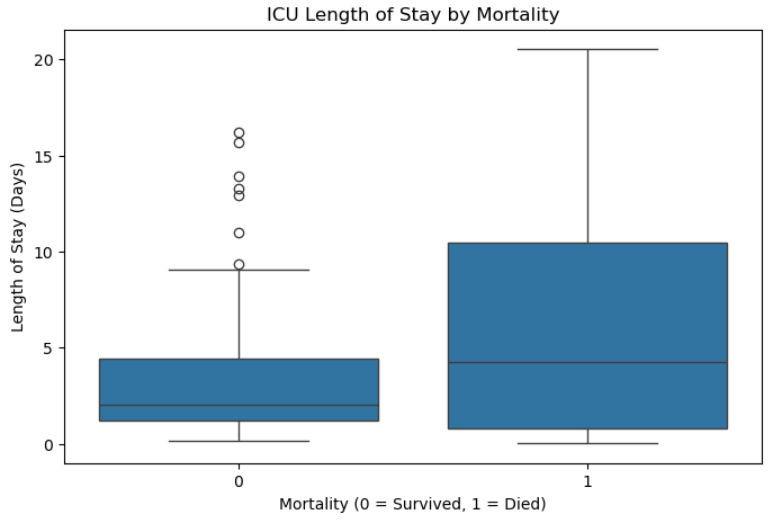 ICU Length of Stay by Mortality
Length of Stay (Days)
20
15
10
5
0
0 1
Mortality (0 = Survived, 1 = Died)